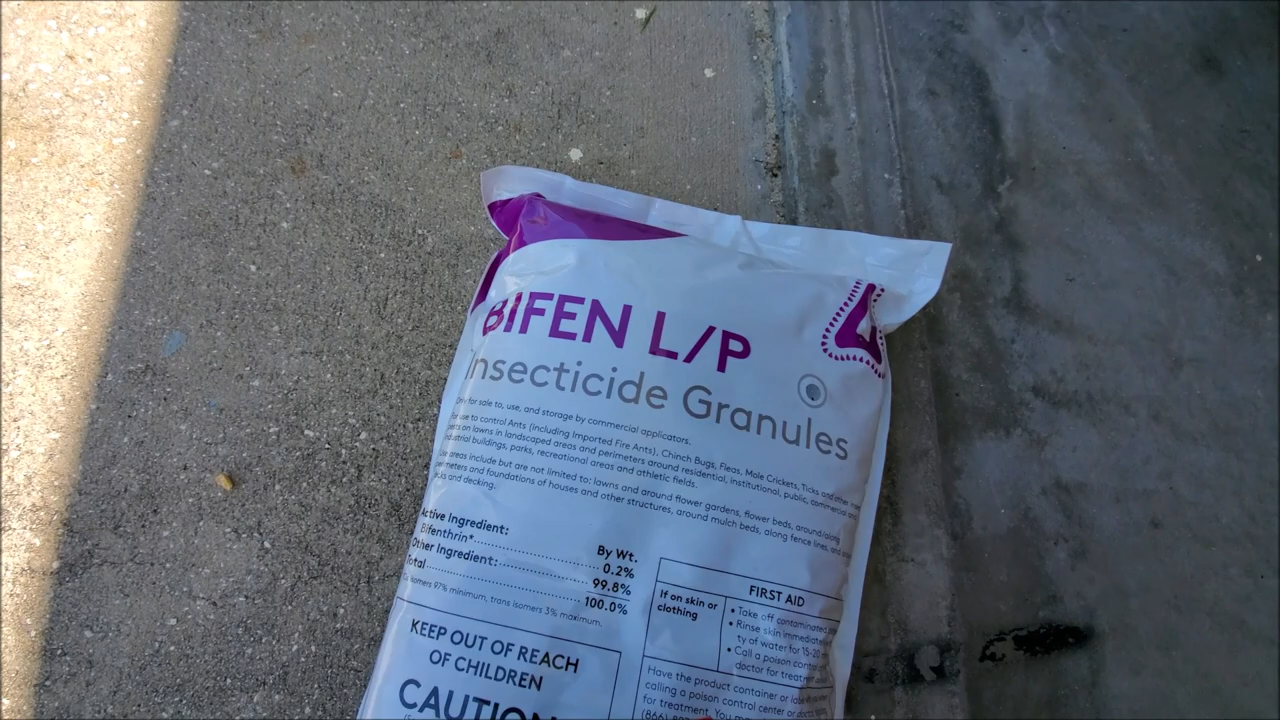 BIFEN L/P
Insecticide Granules
Only for sale to, use, and storage by commercial applicators.
For use to control Ants (including Imported Fire Ants), Chinch Bugs, Fleas, Mole Crickets, Ticks and other insect
pests on lawns in landscaped areas and perimeters around residential, institutional, public, commercial and
industrial buildings, parks, recreational areas and athletic fields.
Use areas include but are not limited to: lawns and around flower gardens, flower beds, around/along
perimeters and foundations of houses and other structures, around mulch beds, along fence lines, and
and decking.
Active Ingredient: By Wt.
Bifenthrin* 0.2%
Other Ingredient: 99.8%
Total 100.0%
isomers 97% minimum, trans isomers 3% maximum.
KEEP OUT OF REACH
OF CHILDREN
CAUTION
FIRST AID
If on skin or
clothing
• Take off contaminated
• Rinse skin immediately
ty of water for 15-20
• Call a poison control
doctor for treatment
Have the product container or label
calling a poison control center or doctor,
for treatment. You may
(866)